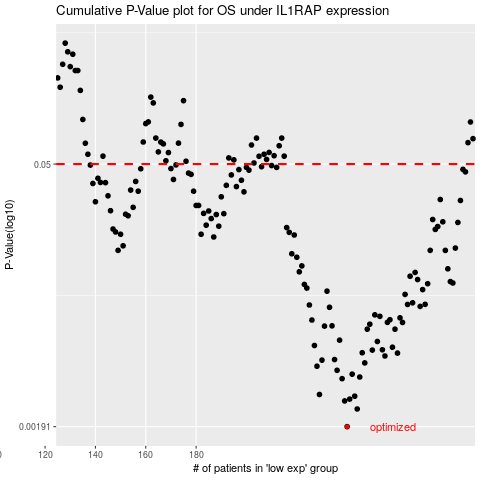 Cumulative P-Value plot for OS under IL1RAP expression
P-Value(log10)
0.05
0.00191
optimized
0 120 140 160 180
# of patients in 'low exp' group